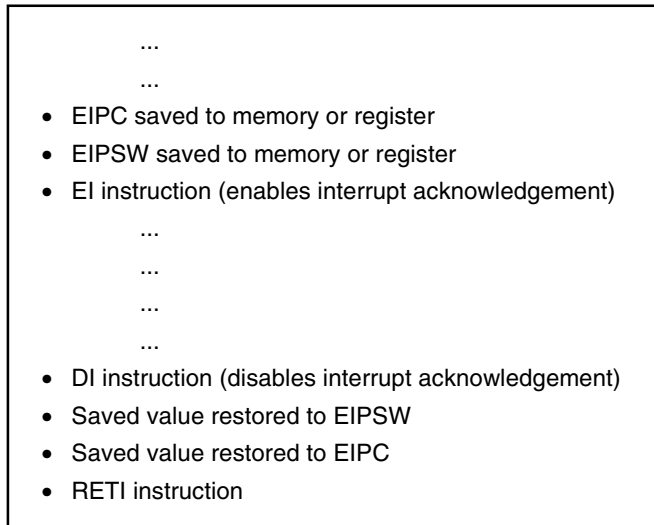 ...
...
• EIPC saved to memory or register
• EIPSW saved to memory or register
• EI instruction (enables interrupt acknowledgement)
...
...
...
...
• DI instruction (disables interrupt acknowledgement)
• Saved value restored to EIPSW
• Saved value restored to EIPC
• RETI instruction